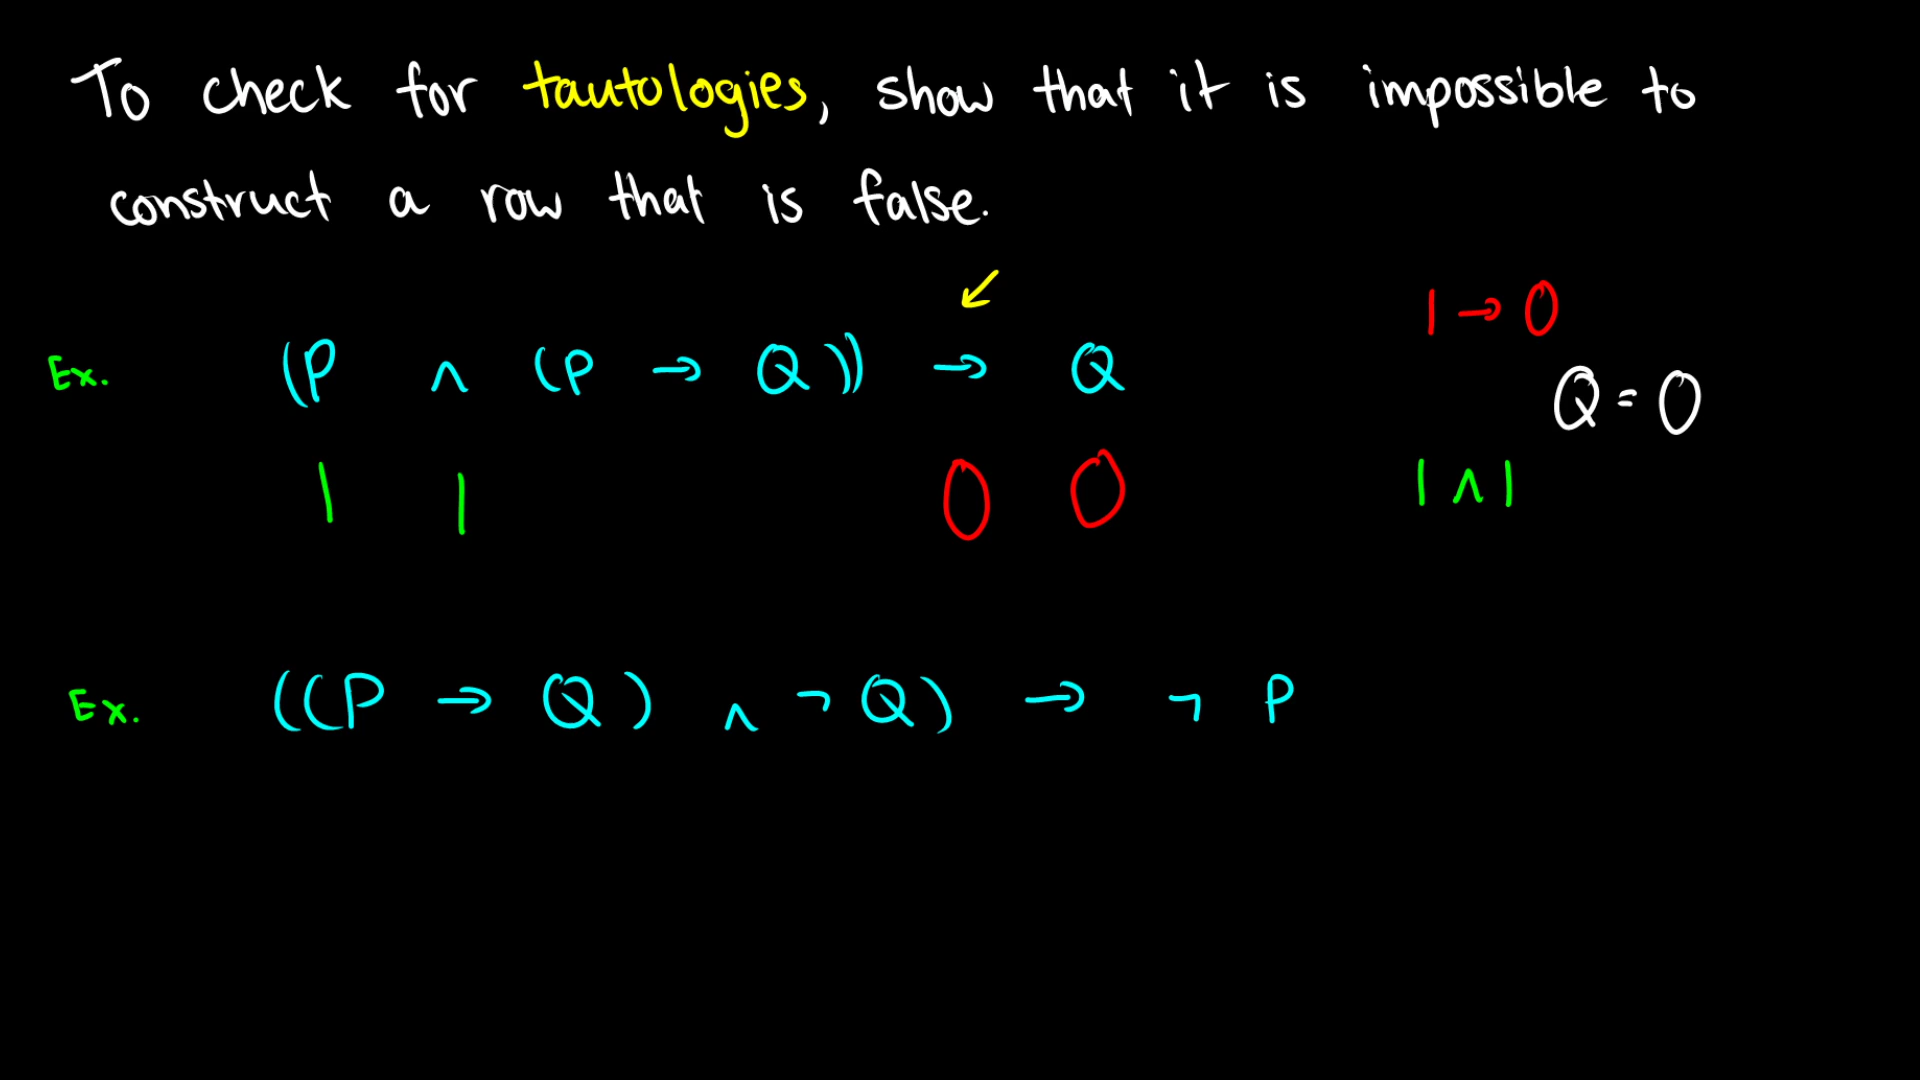 To check for tautologies, show that it is impossible to
construct a row that is false.
↙
1 → 0
Ex. (P ∧ (P → Q)) → Q
Q = 0
1 1 0 0
1 ∧ 1
Ex. ((P → Q) ∧ ¬ Q) → ¬ P